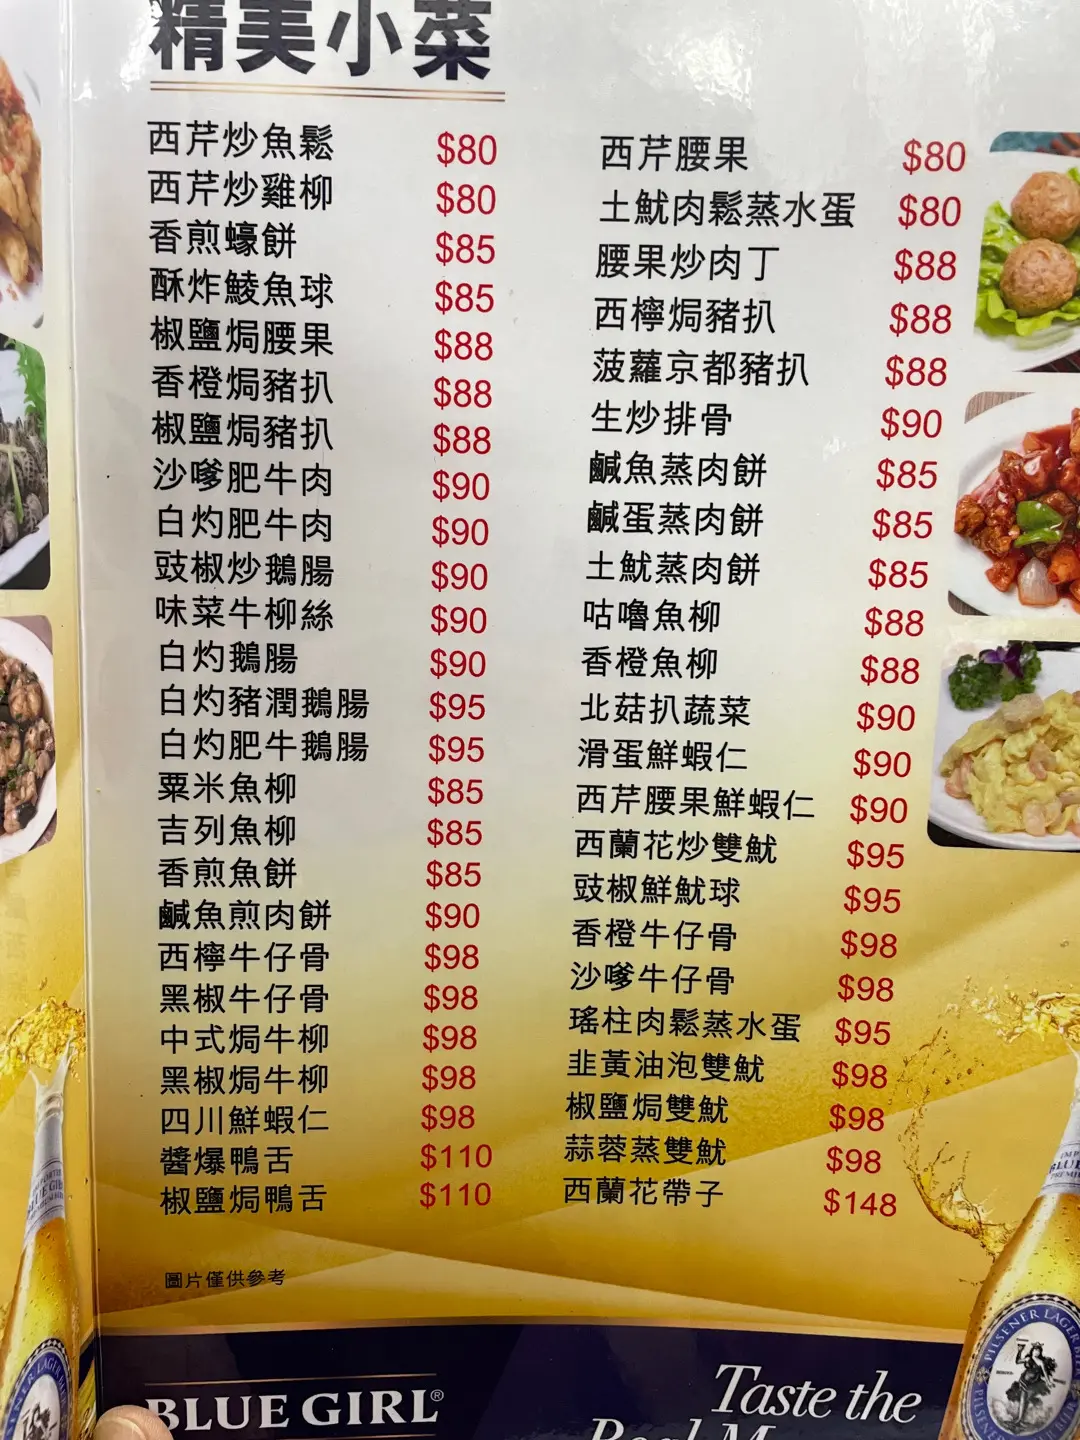 精美小菜
西芹炒魚鬆 $80
西芹炒雞柳 $80
香煎蠔餅 $85
酥炸鯪魚球 $85
椒鹽焗腰果 $88
香橙焗豬扒 $88
椒鹽焗豬扒 $88
沙嗲肥牛肉 $90
白灼肥牛肉 $90
豉椒炒鵝腸 $90
味菜牛柳絲 $90
白灼鵝腸 $90
白灼豬潤鵝腸 $95
白灼肥牛鵝腸 $95
粟米魚柳 $85
吉列魚柳 $85
香煎魚餅 $85
鹹魚煎肉餅 $90
西檸牛仔骨 $98
黑椒牛仔骨 $98
中式焗牛柳 $98
黑椒焗牛柳 $98
四川鮮蝦仁 $98
醬爆鴨舌 $110
椒鹽焗鴨舌 $110
西芹腰果 $80
土魷肉鬆蒸水蛋 $80
腰果炒肉丁 $88
西檸焗豬扒 $88
菠蘿京都豬扒 $88
生炒排骨 $90
鹹魚蒸肉餅 $85
鹹蛋蒸肉餅 $85
土魷蒸肉餅 $85
咕嚕魚柳 $88
香橙魚柳 $88
北菇扒蔬菜 $90
滑蛋鮮蝦仁 $90
西芹腰果鮮蝦仁 $90
西蘭花炒雙魷 $95
豉椒鮮魷球 $95
香橙牛仔骨 $98
沙嗲牛仔骨 $98
瑤柱肉鬆蒸水蛋 $95
韭黃油泡雙魷 $98
椒鹽焗雙魷 $98
蒜蓉蒸雙魷 $98
西蘭花帶子 $148
圖片僅供參考
BLUE GIRL®
Taste the
PILSENER LAGER